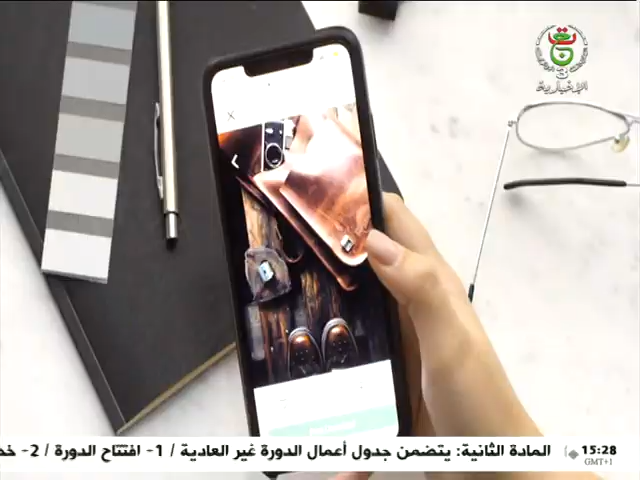 الإخبارية
المادة الثانية: يتضمن جدول أعمال الدورة غير العادية / 1- افتتاح الدورة / 2-
15:28
GMT+1